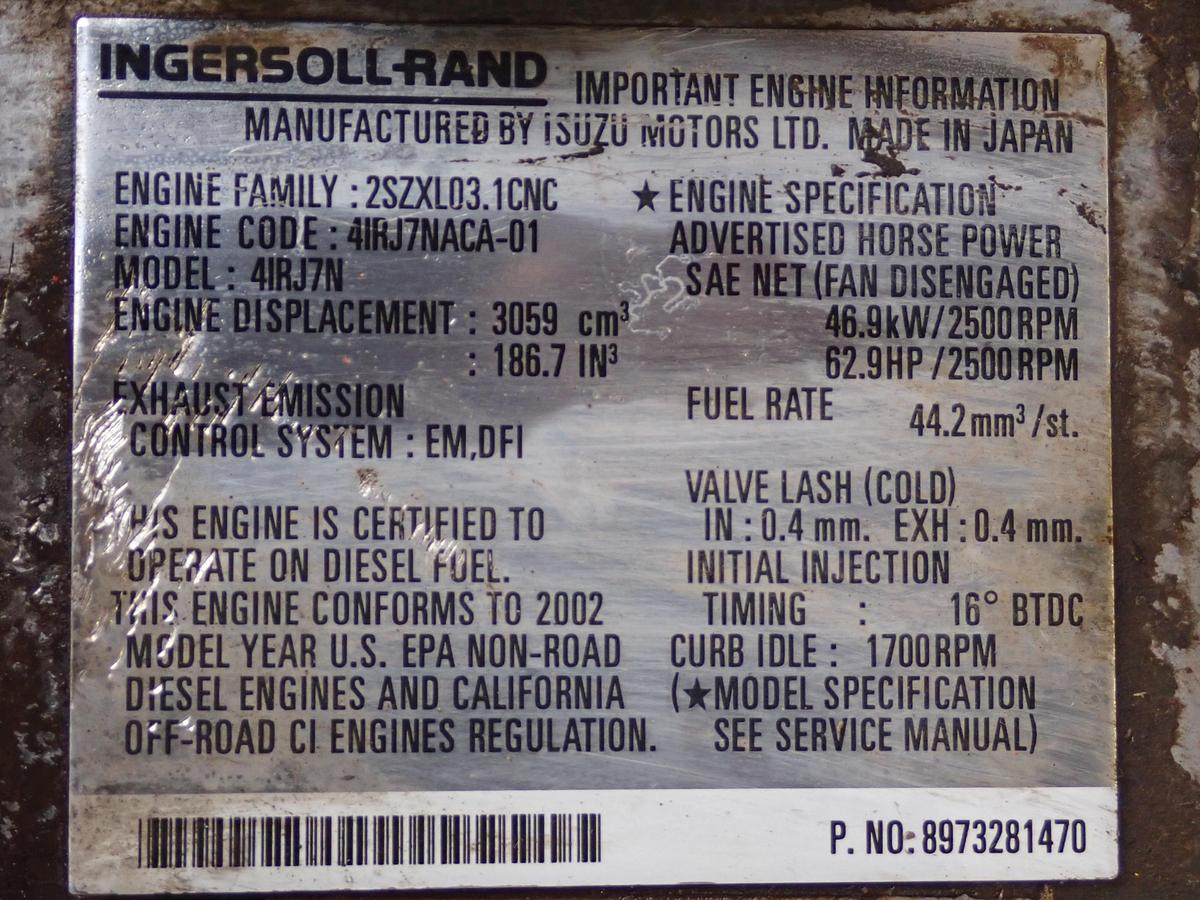 INGERSOLL-RAND
IMPORTANT ENGINE INFORMATION
MANUFACTURED BY ISUZU MOTORS LTD. MADE IN JAPAN
ENGINE FAMILY : 2SZXL03.1CNC
ENGINE CODE : 4IRJ7NACA-01
MODEL : 4IRJ7N
ENGINE DISPLACEMENT : 3059 cm³
: 186.7 IN³
EXHAUST EMISSION
CONTROL SYSTEM : EM,DFI
THIS ENGINE IS CERTIFIED TO
OPERATE ON DIESEL FUEL.
THIS ENGINE CONFORMS TO 2002
MODEL YEAR U.S. EPA NON-ROAD
DIESEL ENGINES AND CALIFORNIA
OFF-ROAD CI ENGINES REGULATION.
★ ENGINE SPECIFICATION
ADVERTISED HORSE POWER
SAE NET (FAN DISENGAGED)
46.9kW/2500RPM
62.9HP/2500RPM
FUEL RATE 44.2mm³/st.
VALVE LASH (COLD)
IN : 0.4 mm. EXH : 0.4 mm.
INITIAL INJECTION
TIMING : 16° BTDC
CURB IDLE : 1700RPM
(★MODEL SPECIFICATION
SEE SERVICE MANUAL)
P. NO: 8973281470